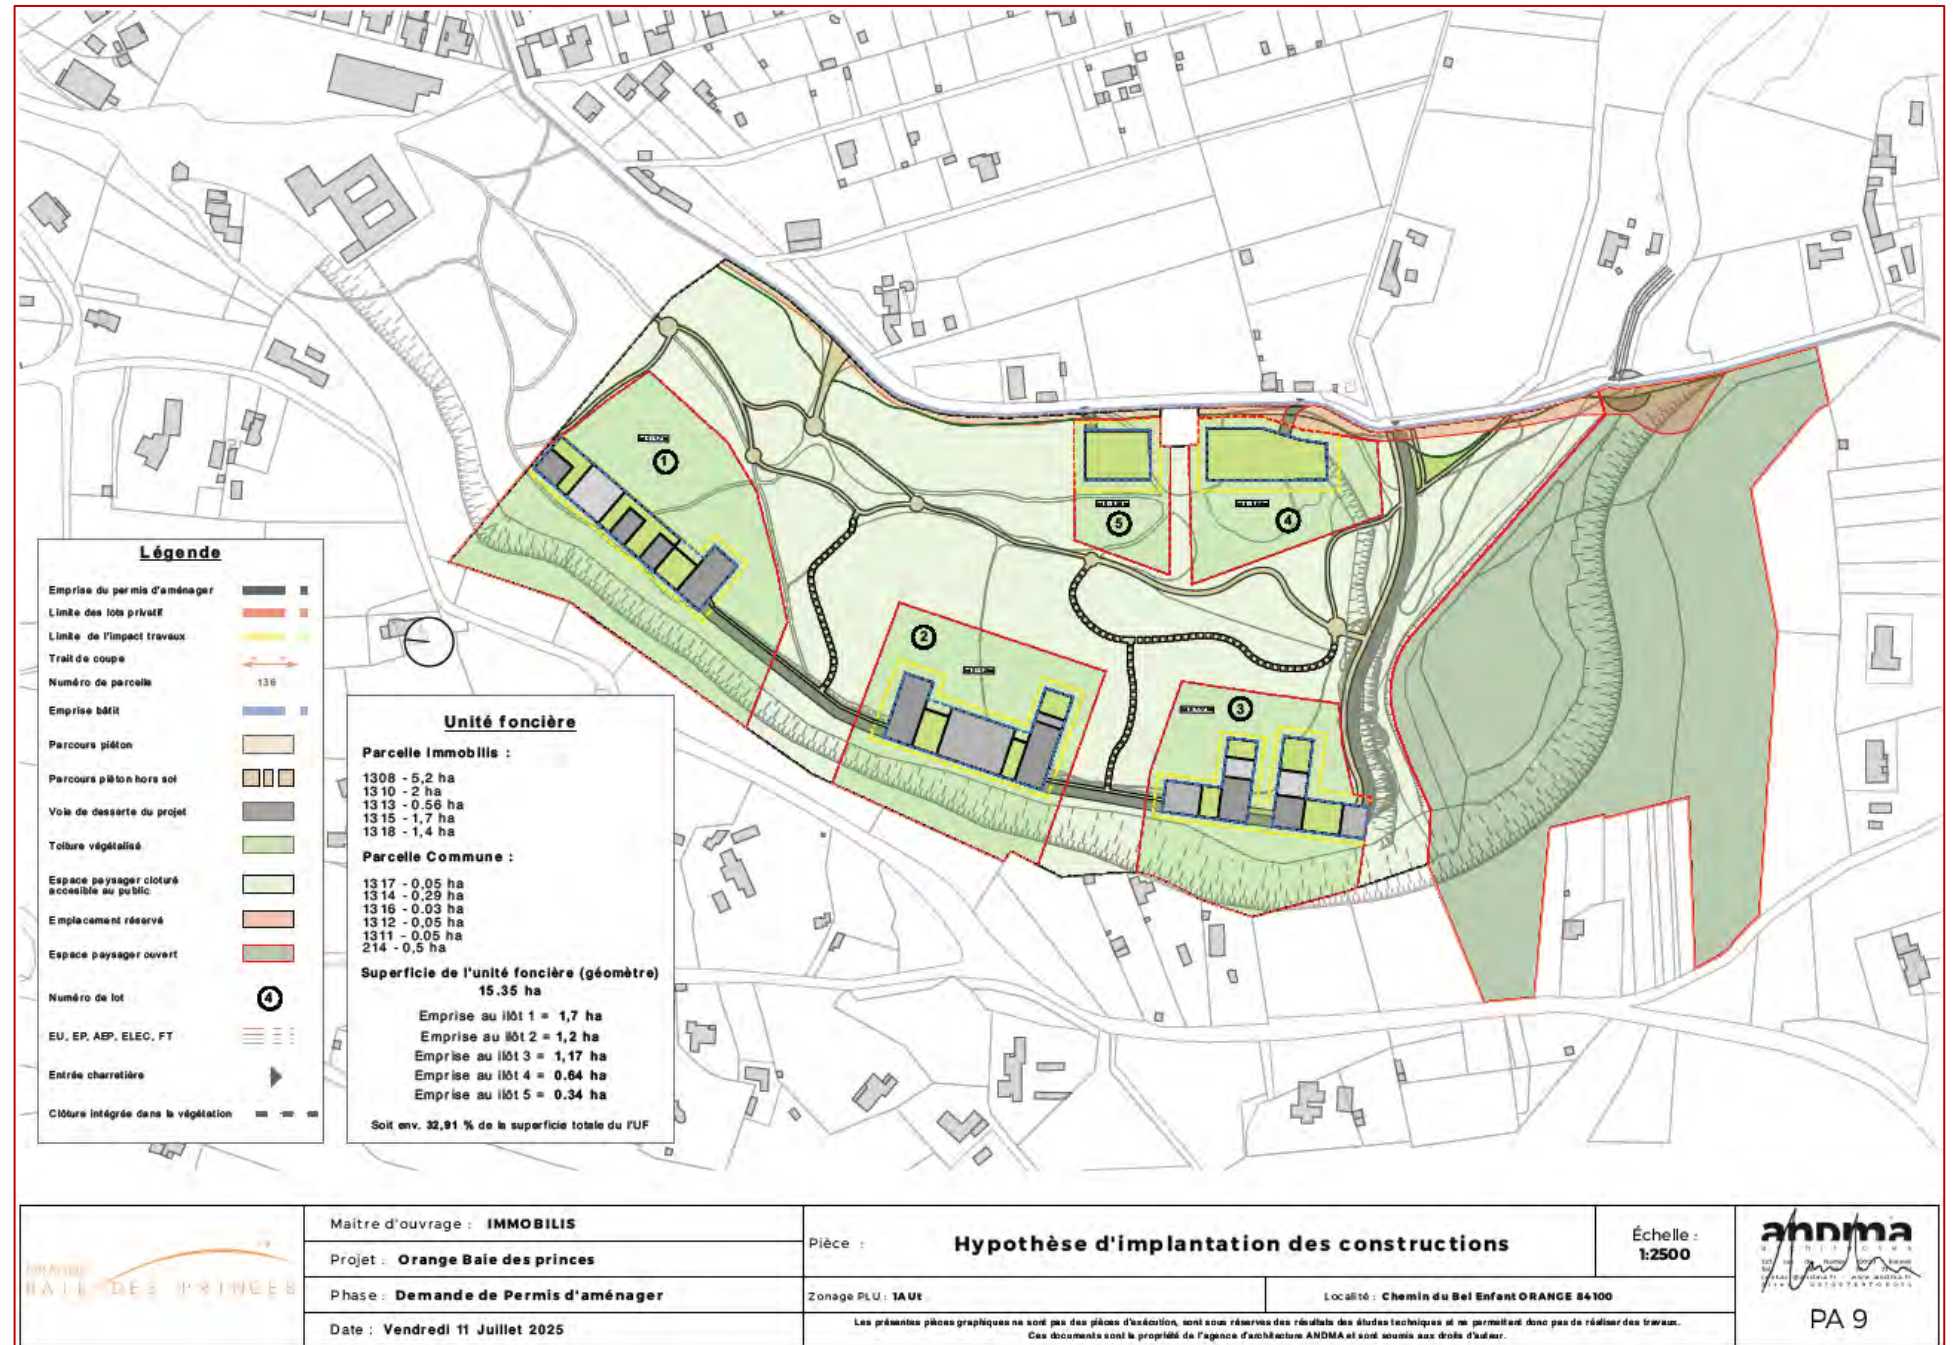 1
2
3
4
5
Légende
Emprise du permis d'aménager
Limite des lots privatif
Limite de l'impact travaux
Trait de coupe
Numéro de parcelle 136
Emprise bâtit
Parcours piéton
Parcours piéton hors sol
Voie de desserte du projet
Toiture végétalisé
Espace paysager cloturé
accesible au public
Emplacement réservé
Espace paysager ouvert
Numéro de lot 4
EU, EP, AEP, ELEC, FT
Entrée charretière
Clôture intégrée dans la végétation
Unité foncière
Parcelle Immobilis :
1308 - 5,2 ha
1310 - 2 ha
1313 - 0.56 ha
1315 - 1,7 ha
1318 - 1,4 ha
Parcelle Commune :
1317 - 0,05 ha
1314 - 0,29 ha
1316 - 0.03 ha
1312 - 0,05 ha
1311 - 0.05 ha
214 - 0,5 ha
Superficie de l'unité foncière (géomètre)
15.35 ha
Emprise au ilôt 1 = 1,7 ha
Emprise au ilôt 2 = 1,2 ha
Emprise au ilôt 3 = 1,17 ha
Emprise au ilôt 4 = 0.64 ha
Emprise au ilôt 5 = 0.34 ha
Soit env. 32,91 % de la superficie totale du l'UF
BAIE DES PRINCES
Maitre d'ouvrage : IMMOBILIS
Projet : Orange Baie des princes
Phase : Demande de Permis d'aménager
Date : Vendredi 11 Juillet 2025
Pièce : Hypothèse d'implantation des constructions
Échelle :
1:2500
Zonage PLU : 1AUt
Localité : Chemin du Bel Enfant ORANGE 84100
Les présentes pièces graphiques ne sont pas des pièces d'exécution, sont sous réserves des résultats des études techniques et ne permettent donc pas de réaliser des travaux.
Ces documents sont la propriété de l'agence d'architecture ANDMA et sont soumis aux droits d'auteur.
andma
PA 9